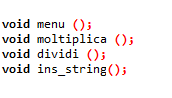 void menu ();
void moltiplica ();
void dividi ();
void ins_string();